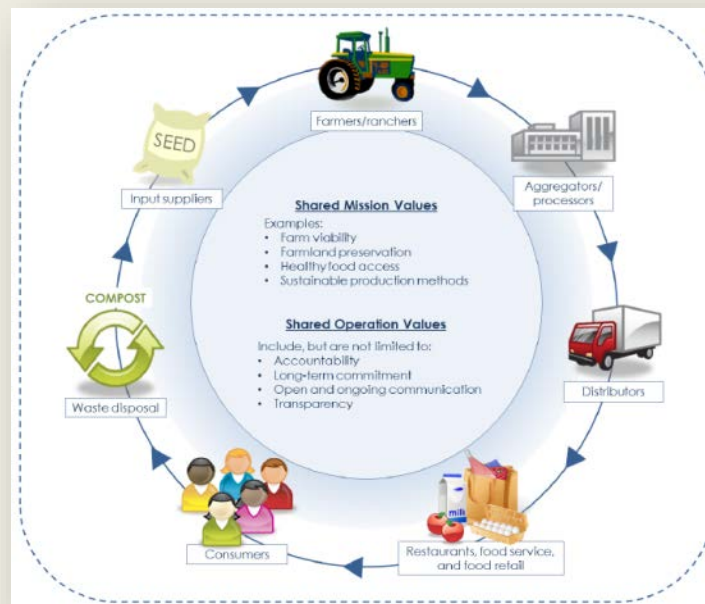 Farmers/ranchers
SEED
Input suppliers
Aggregators/
processors
Shared Mission Values
Examples:
• Farm viability
• Farmland preservation
• Healthy food access
• Sustainable production methods
COMPOST
Waste disposal
Shared Operation Values
Include, but are not limited to:
• Accountability
• Long-term commitment
• Open and ongoing communication
• Transparency
Distributors
milk
Consumers
Restaurants, food service,
and food retail